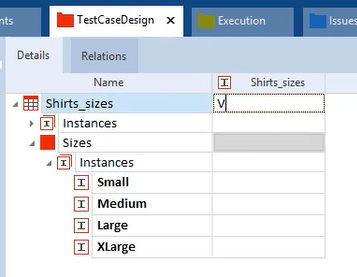 nts
TestCaseDesign
Execution
Issues
Details
Relations
Name
Shirts_sizes
Shirts_sizes
V
Instances
Sizes
Instances
Small
Medium
Large
XLarge